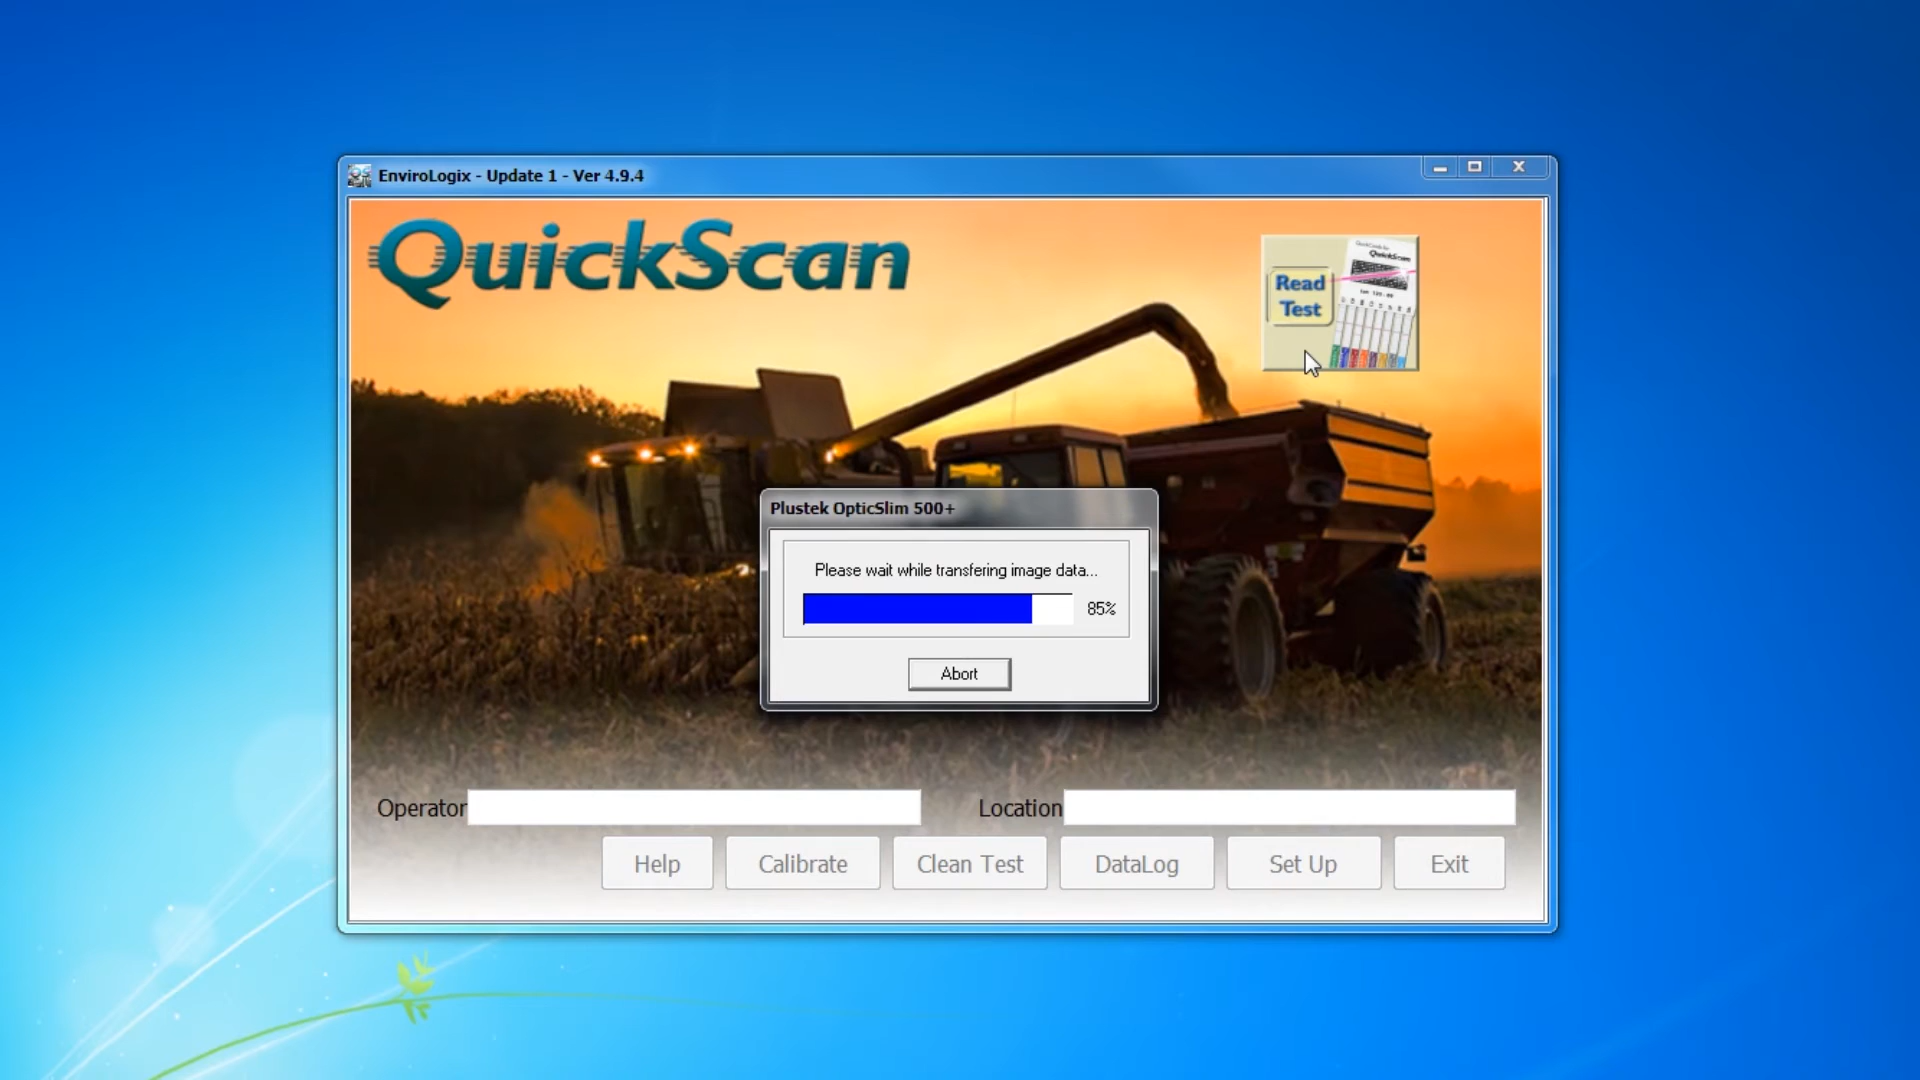 EnviroLogix - Update 1 - Ver 4.9.4
QuickScan
Read
Test
QuickScan
Plustek OpticSlim 500+
Please wait while transfering image data...
85%
Abort
Operator
Location
Help
Calibrate
Clean Test
DataLog
Set Up
Exit